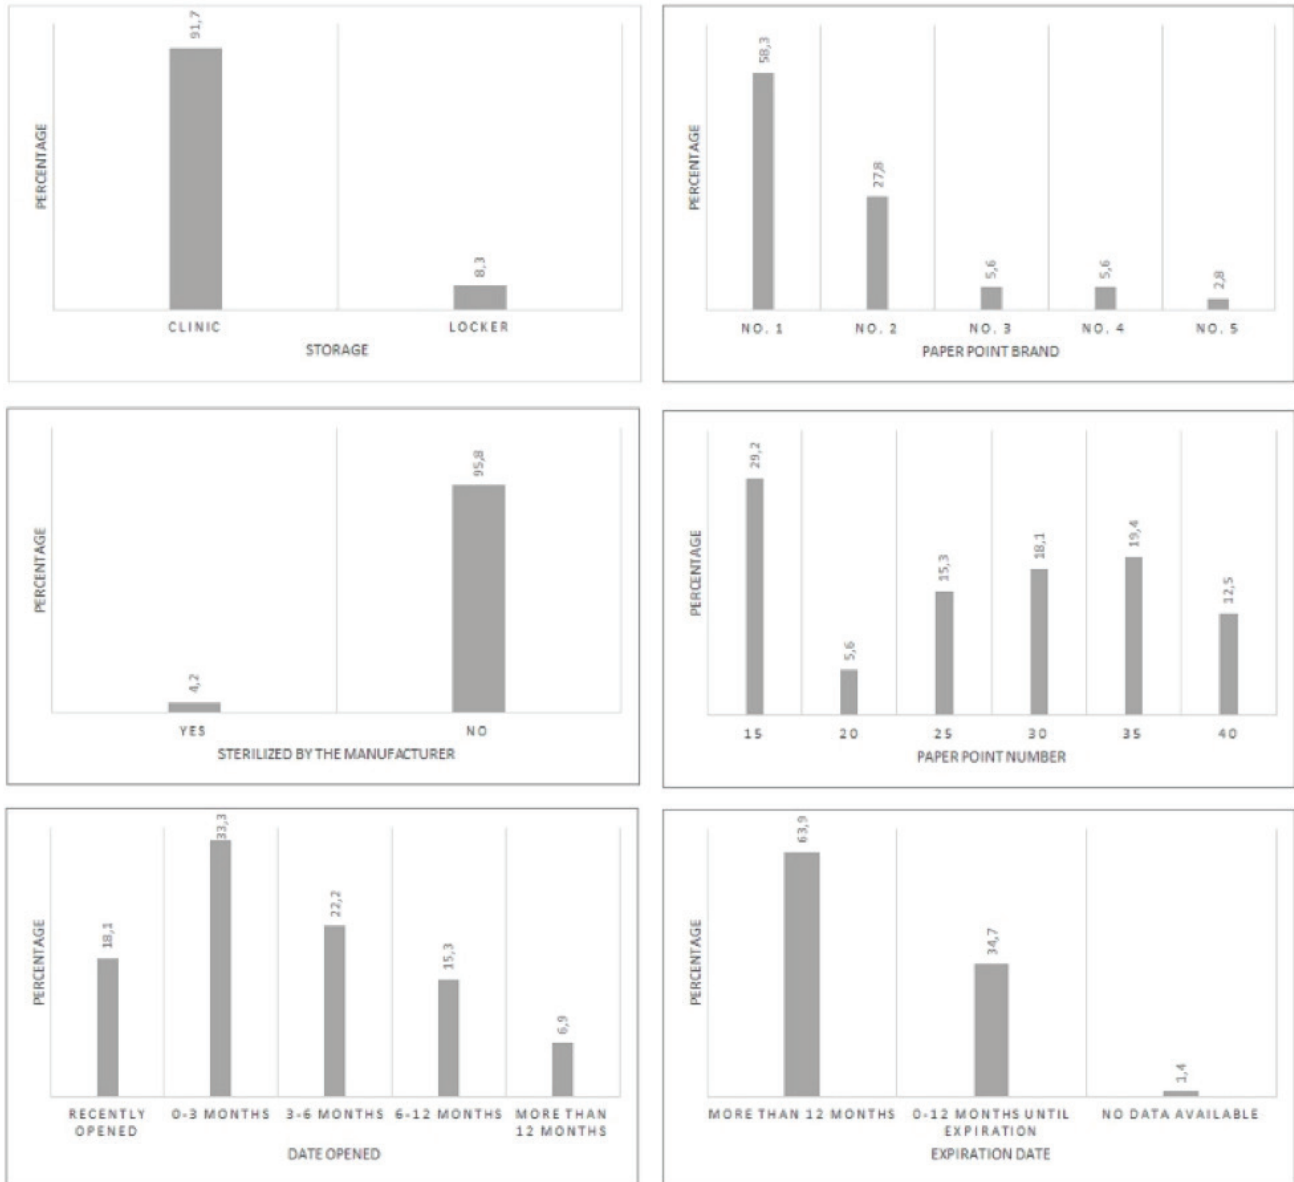 91,7
8,3
PERCENTAGE
CLINIC LOCKER
STORAGE
58,3
27,8
5,6
5,6
2,8
PERCENTAGE
NO. 1 NO. 2 NO. 3 NO. 4 NO. 5
PAPER POINT BRAND
4,2
95,8
PERCENTAGE
YES NO
STERILIZED BY THE MANUFACTURER
29,2
5,6
15,3
18,1
19,4
12,5
PERCENTAGE
15 20 25 30 35 40
PAPER POINT NUMBER
18,1
33,3
22,2
15,3
6,9
PERCENTAGE
RECENTLY 0-3 MONTHS 3-6 MONTHS 6-12 MONTHS MORE THAN
OPENED 12 MONTHS
DATE OPENED
63,9
34,7
1,4
PERCENTAGE
MORE THAN 12 MONTHS 0-12 MONTHS UNTIL NO DATA AVAILABLE
EXPIRATION
EXPIRATION DATE